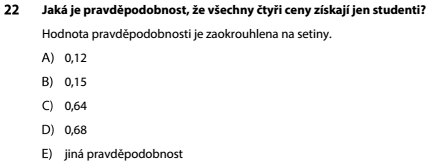 22 Jaká je pravděpodobnost, že všechny čtyři ceny získají jen studenti?
Hodnota pravděpodobnosti je zaokrouhlena na setiny.
A) 0,12
B) 0,15
C) 0,64
D) 0,68
E) jiná pravděpodobnost